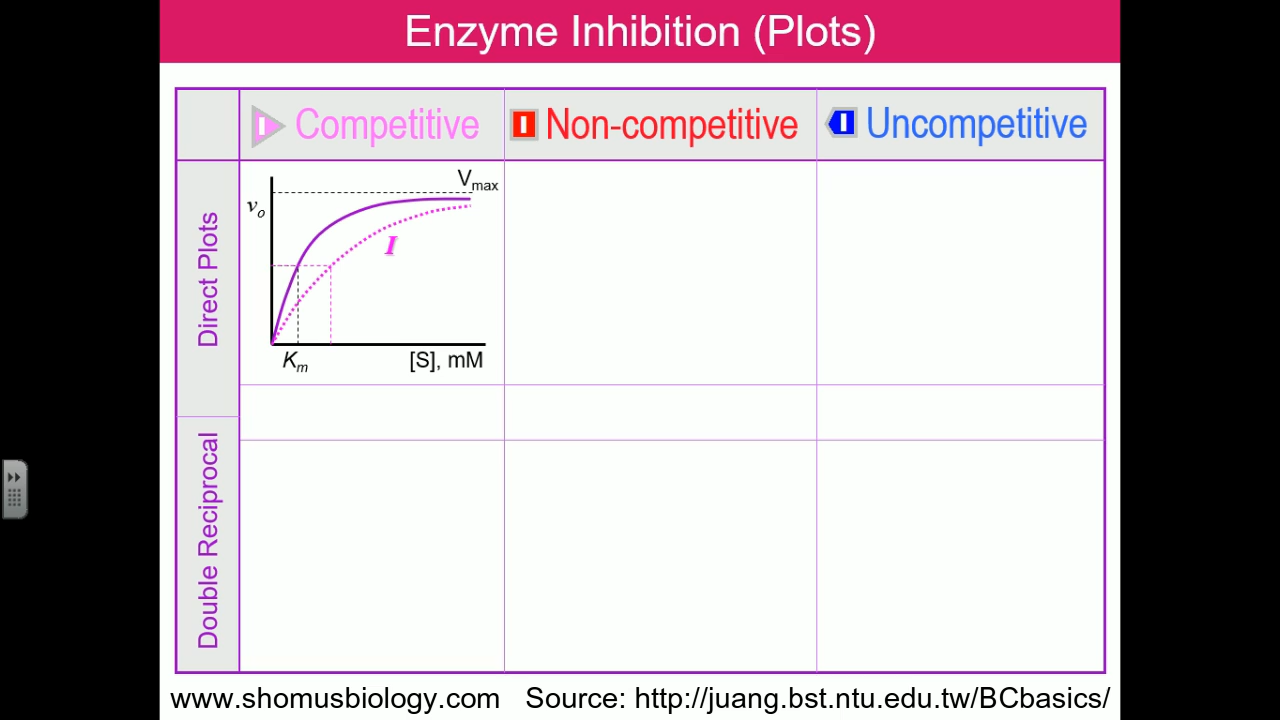 Enzyme Inhibition (Plots)
I Competitive
I Non-competitive
I Uncompetitive
Direct Plots
Vmax
vo
I
Km
[S], mM
Double Reciprocal
www.shomusbiology.com Source: http://juang.bst.ntu.edu.tw/BCbasics/